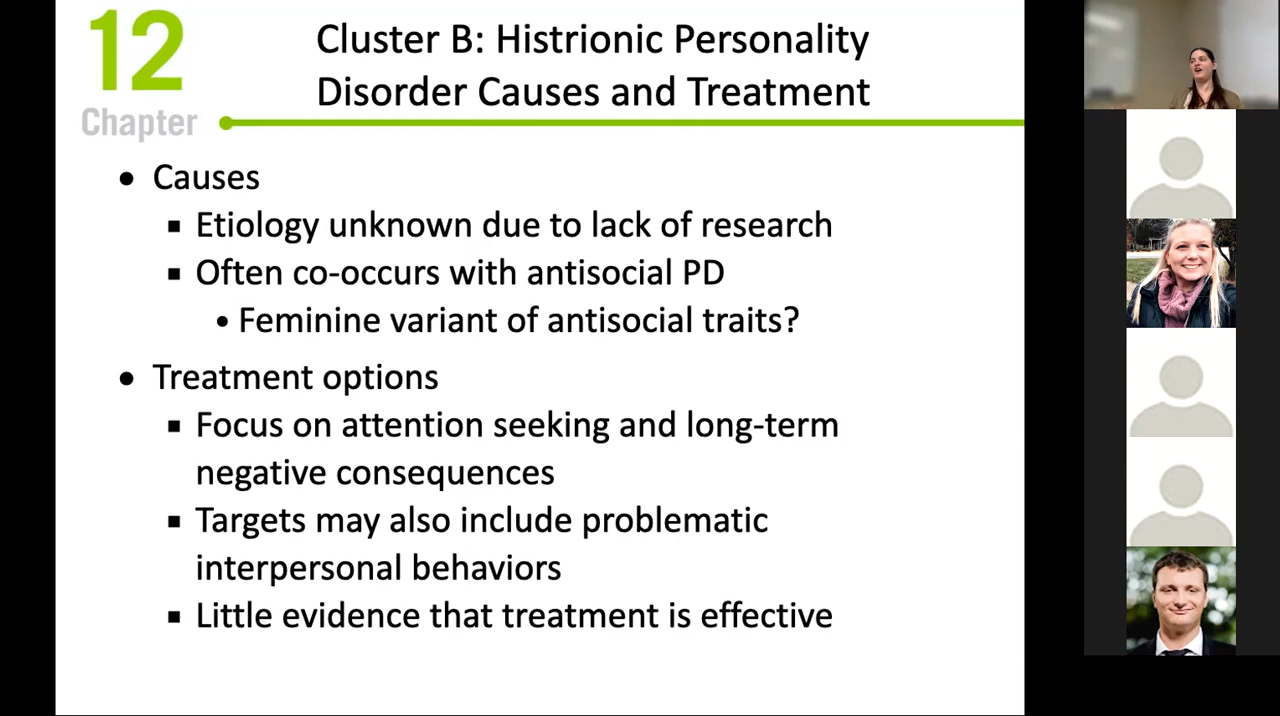 12
Chapter
Cluster B: Histrionic Personality
Disorder Causes and Treatment
• Causes
▪ Etiology unknown due to lack of research
▪ Often co-occurs with antisocial PD
• Feminine variant of antisocial traits?
• Treatment options
▪ Focus on attention seeking and long-term
negative consequences
▪ Targets may also include problematic
interpersonal behaviors
▪ Little evidence that treatment is effective